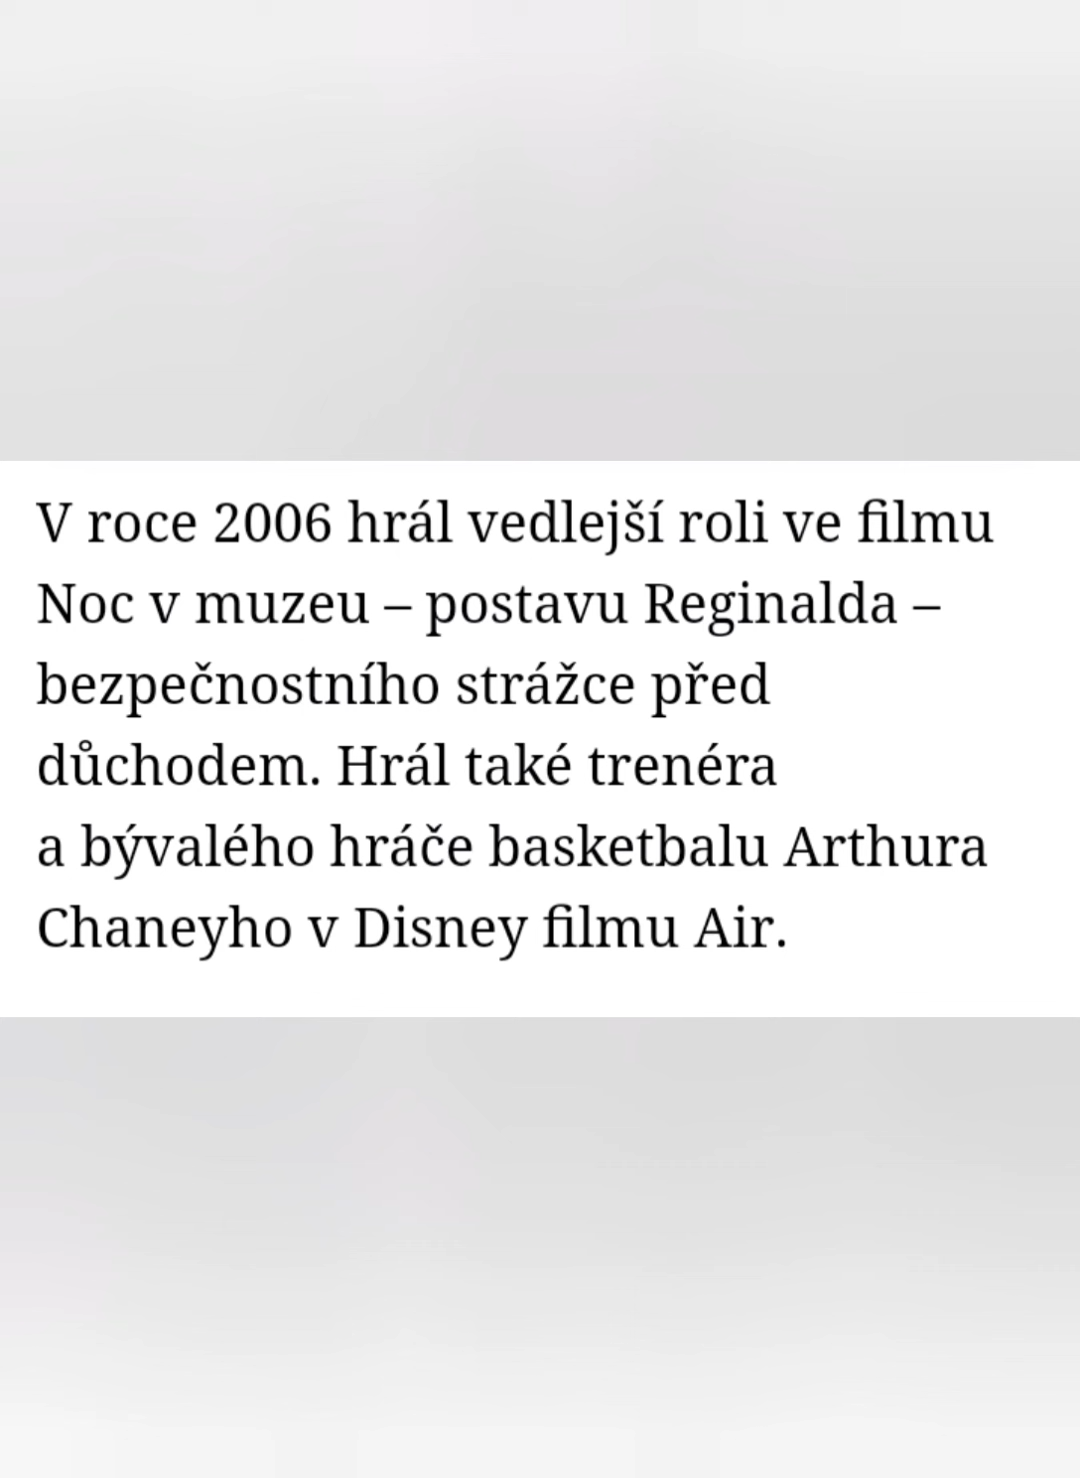 V roce 2006 hrál vedlejší roli ve filmu
Noc v muzeu – postavu Reginalda –
bezpečnostního strážce před
důchodem. Hrál také trenéra
a bývalého hráče basketbalu Arthura
Chaneyho v Disney filmu Air.